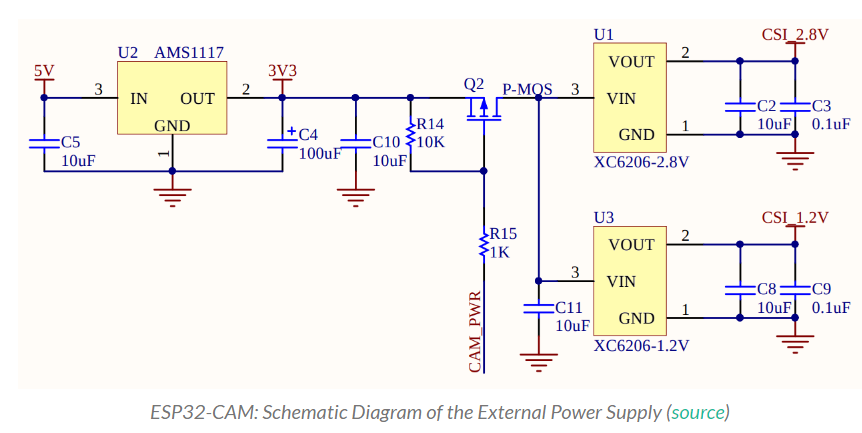 U2 AMS1117
5V
3 IN OUT 2
GND
1
C5
10uF
3V3
C4
100uF
+
C10
10uF
R14
10K
Q2
P-MOS
R15
1K
CAM_PWR
U1
3 VIN
VOUT 2
GND 1
XC6206-2.8V
CSI_2.8V
C2
10uF
C3
0.1uF
U3
VOUT 2
3 VIN
GND 1
XC6206-1.2V
C11
10uF
CSI_1.2V
C8
10uF
C9
0.1uF
ESP32-CAM: Schematic Diagram of the External Power Supply (source)